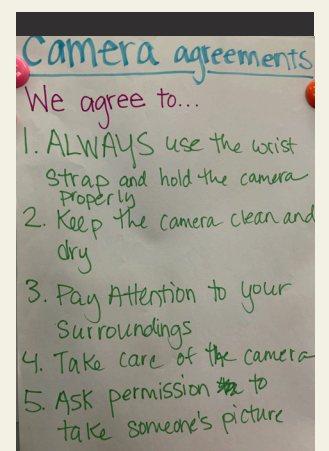 Camera agreements
We agree to...
1. ALWAYS use the wrist
strap and hold the camera
properly
2. Keep the camera clean and
dry
3. Pay Attention to your
surroundings
4. Take care of the camera
5. Ask permission to
take someone's picture